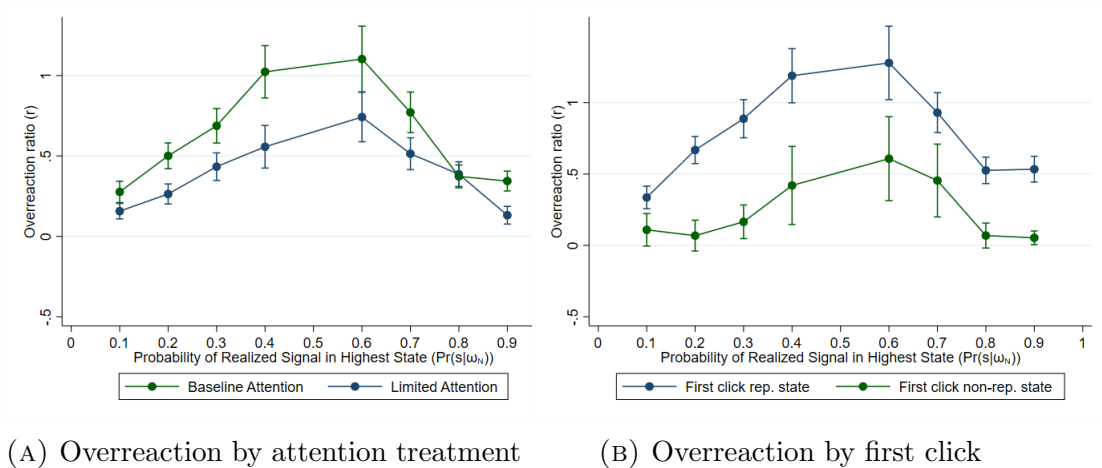 Overreaction ratio (r)
1
.5
0
-.5
0 0.1 0.2 0.3 0.4 0.5 0.6 0.7 0.8 0.9
Probability of Realized Signal in Highest State (Pr(s|ω_N))
Baseline Attention Limited Attention
(A) Overreaction by attention treatment
Overreaction ratio (r)
1
.5
0
-.5
0 0.1 0.2 0.3 0.4 0.5 0.6 0.7 0.8 0.9 1
Probability of Realized Signal in Highest State (Pr(s|ω_N))
First click rep. state First click non-rep. state
(B) Overreaction by first click